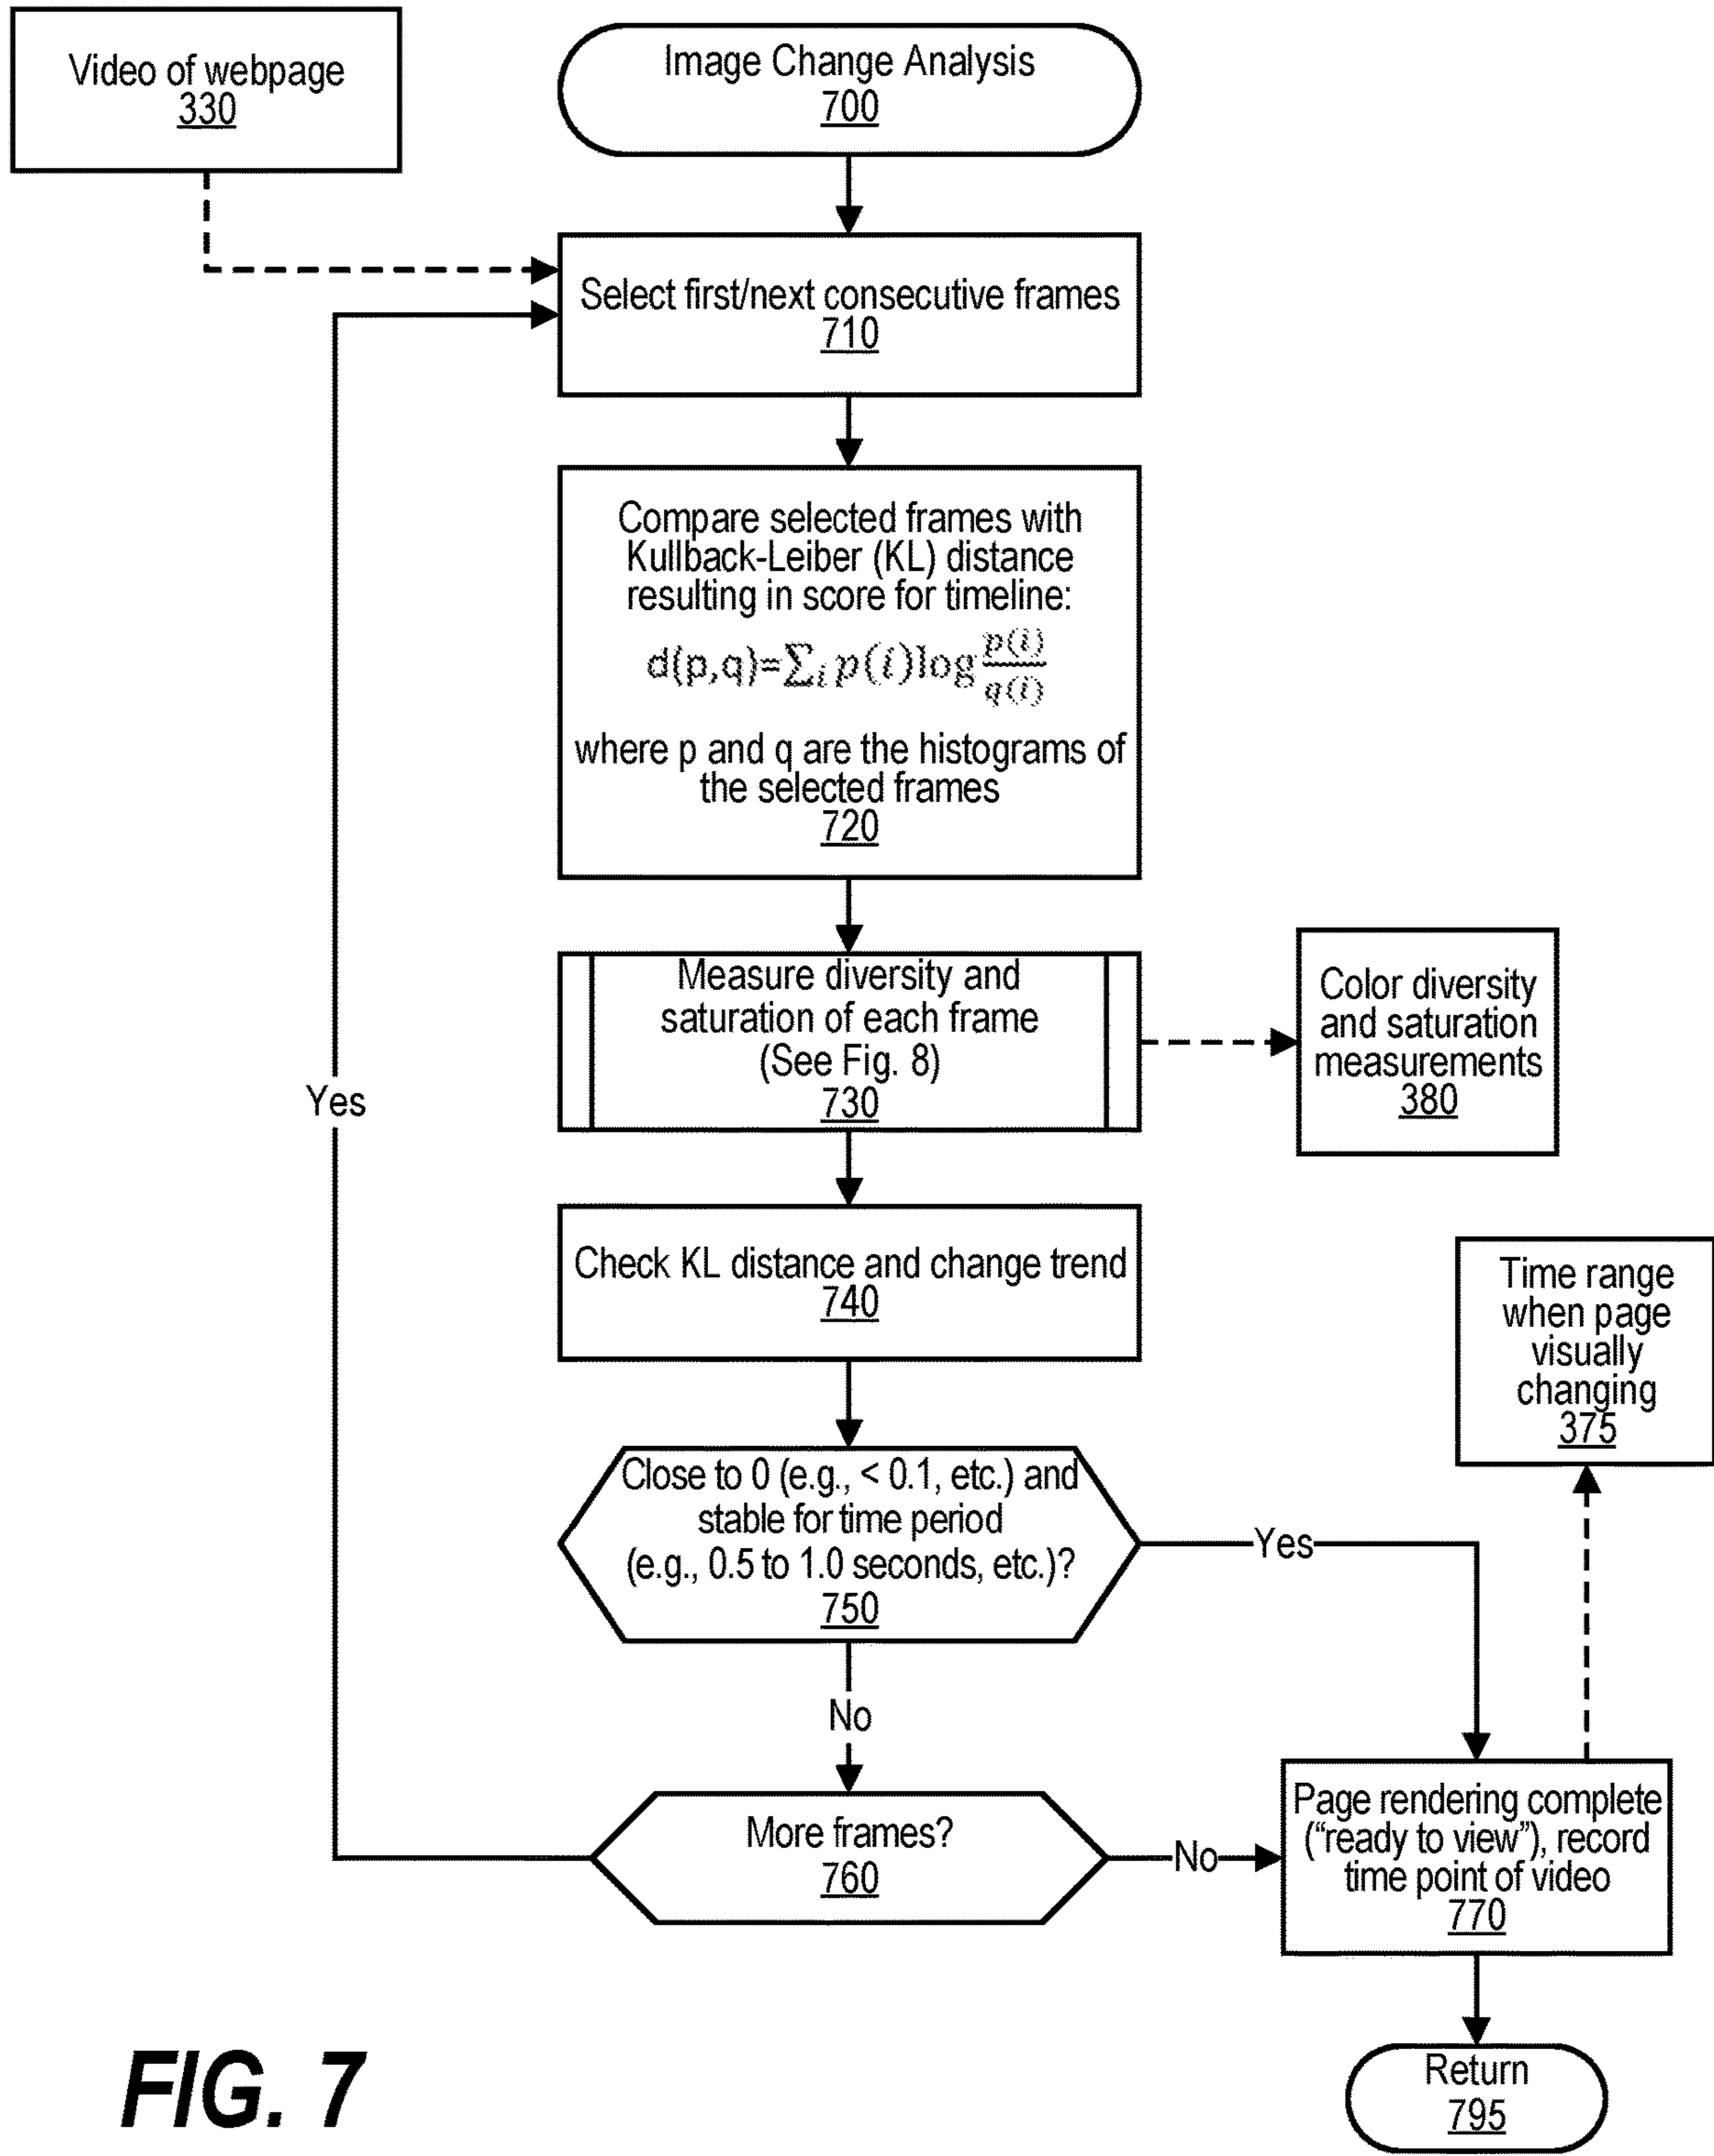 Video of webpage
330
Image Change Analysis
700
Select first/next consecutive frames
710
Compare selected frames with
Kullback-Leiber (KL) distance
resulting in score for timeline:
d(p,q)=∑ᵢ p(i)log p(i)/q(i)
where p and q are the histograms of
the selected frames
720
Measure diversity and
saturation of each frame
(See Fig. 8)
730
Color diversity
and saturation
measurements
380
Yes
Check KL distance and change trend
740
Time range
when page
visually
changing
375
Close to 0 (e.g., < 0.1, etc.) and
stable for time period
(e.g., 0.5 to 1.0 seconds, etc.)?
750
Yes
No
More frames?
760
No
Page rendering complete
("ready to view"), record
time point of video
770
Return
795
FIG. 7